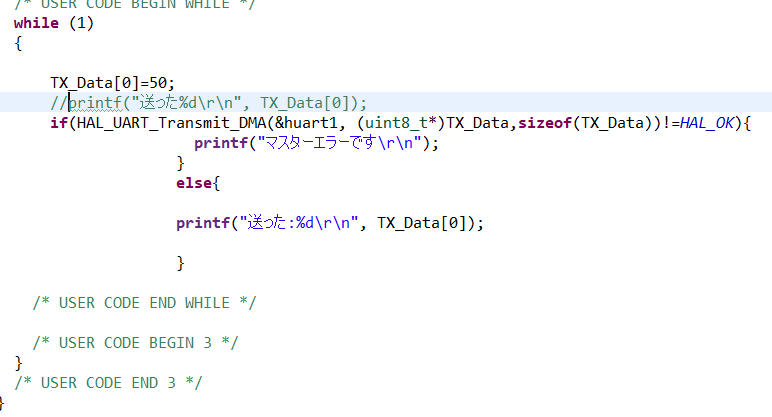 /* USER CODE BEGIN WHILE */
while (1)
{
TX_Data[0]=50;
//printf("送った%d\r\n", TX_Data[0]);
if(HAL_UART_Transmit_DMA(&huart1, (uint8_t*)TX_Data,sizeof(TX_Data))!=HAL_OK){
printf("マスターエラーです\r\n");
}
else{
printf("送った:%d\r\n", TX_Data[0]);
}
/* USER CODE END WHILE */
/* USER CODE BEGIN 3 */
}
/* USER CODE END 3 */
}